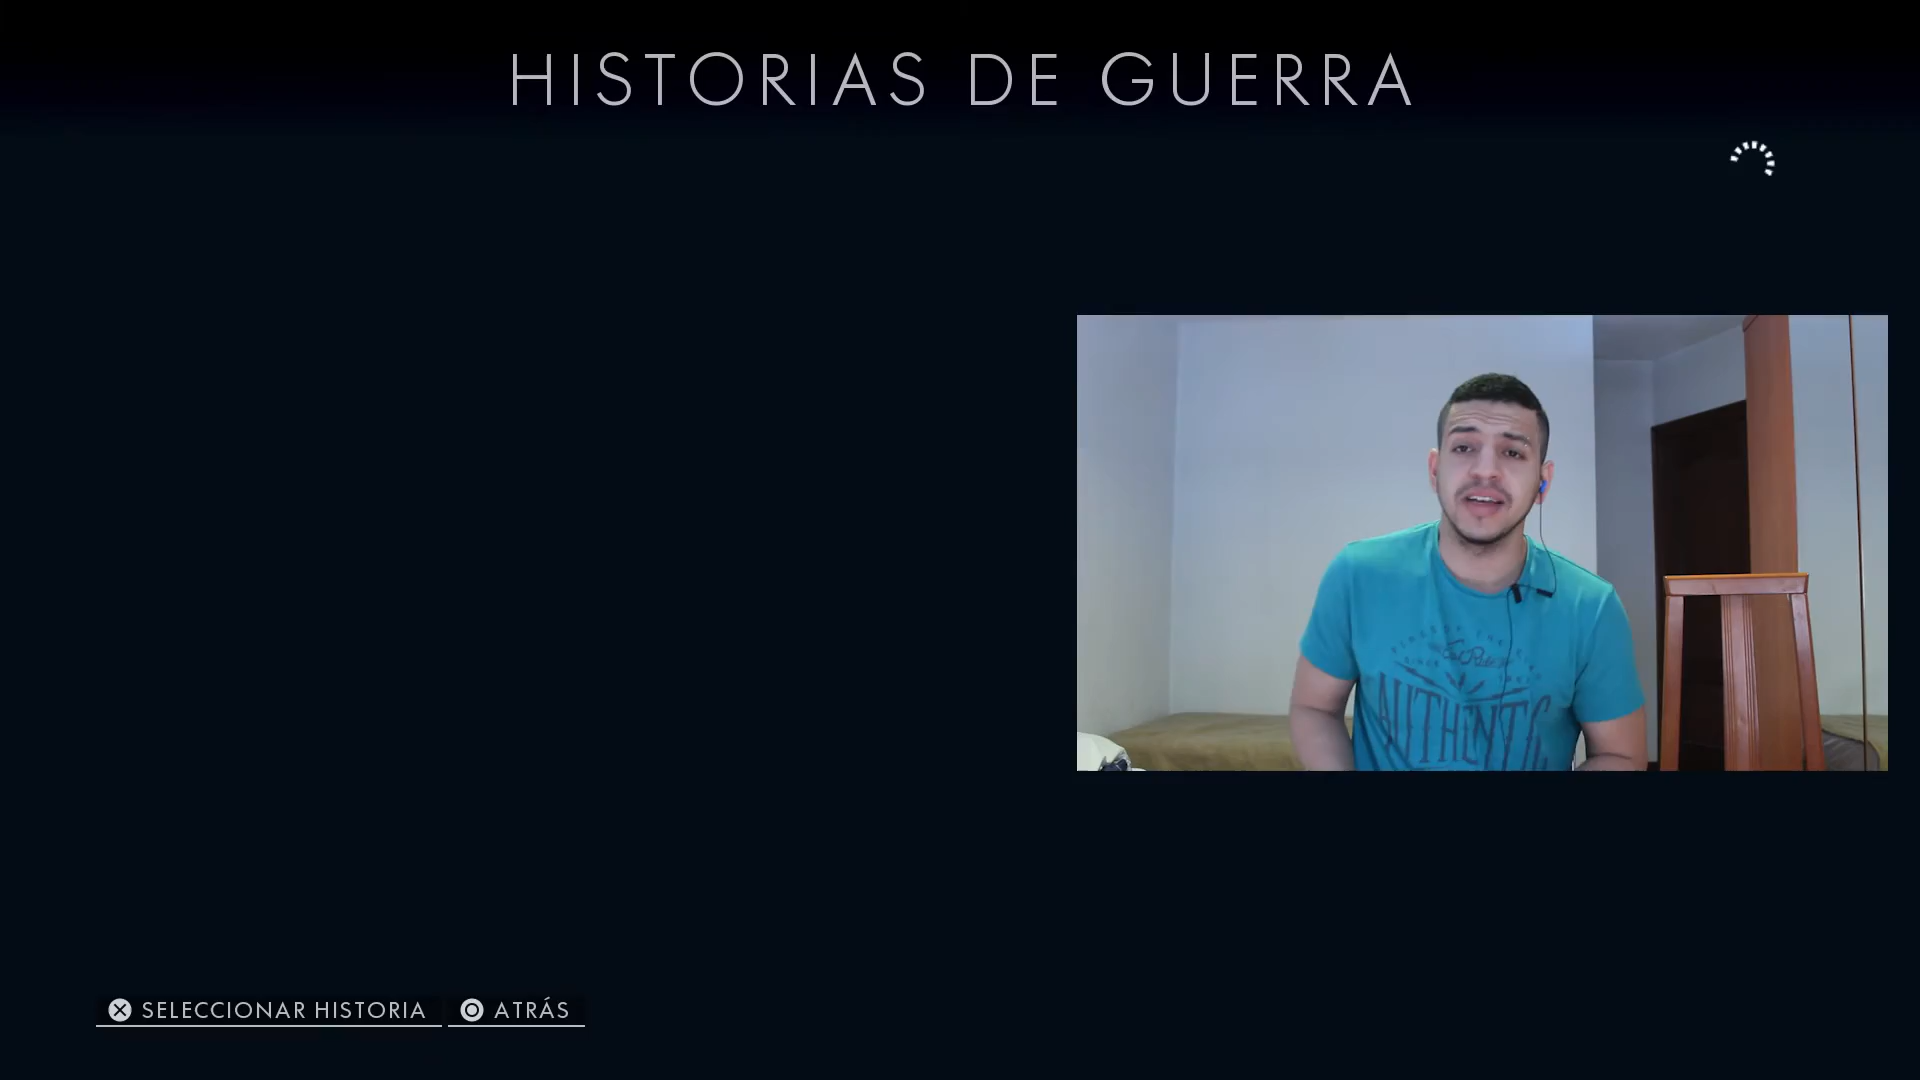 HISTORIAS DE GUERRA
AUTHENTIC
SELECCIONAR HISTORIA
ATRÁS